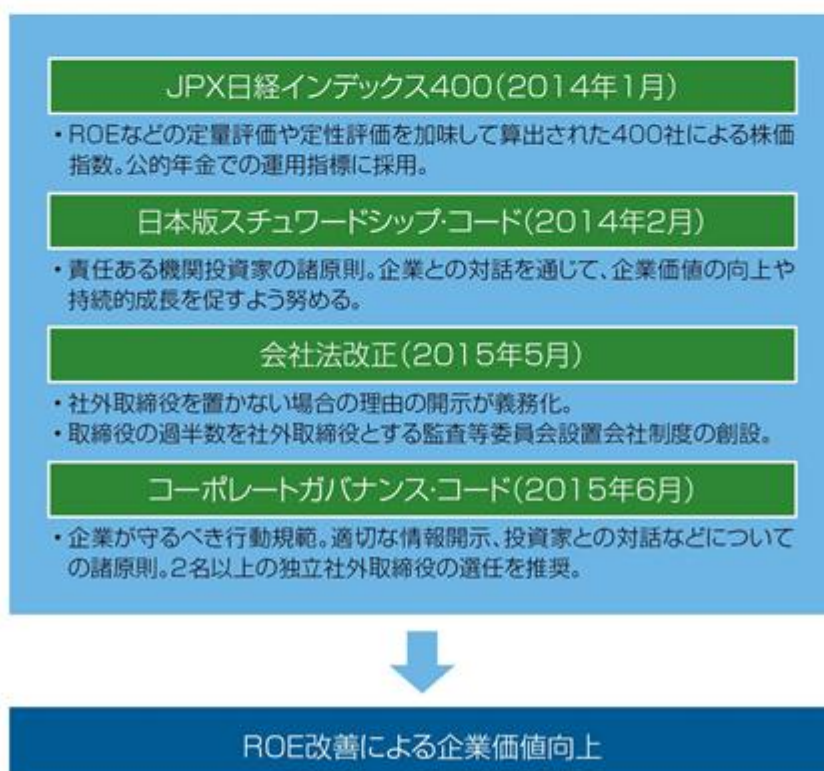 JPX日経インデックス400(2014年1月)
・ROEなどの定量評価や定性評価を加味して算出された400社による株価
指数。公的年金での運用指標に採用。
日本版スチュワードシップ・コード(2014年2月)
・責任ある機関投資家の諸原則。企業との対話を通じて、企業価値の向上や
持続的成長を促すよう努める。
会社法改正(2015年5月)
・社外取締役を置かない場合の理由の開示が義務化。
・取締役の過半数を社外取締役とする監査等委員会設置会社制度の創設。
コーポレートガバナンス・コード(2015年6月)
・企業が守るべき行動規範。適切な情報開示、投資家との対話などについて
の諸原則。2名以上の独立社外取締役の選任を推奨。
ROE改善による企業価値向上